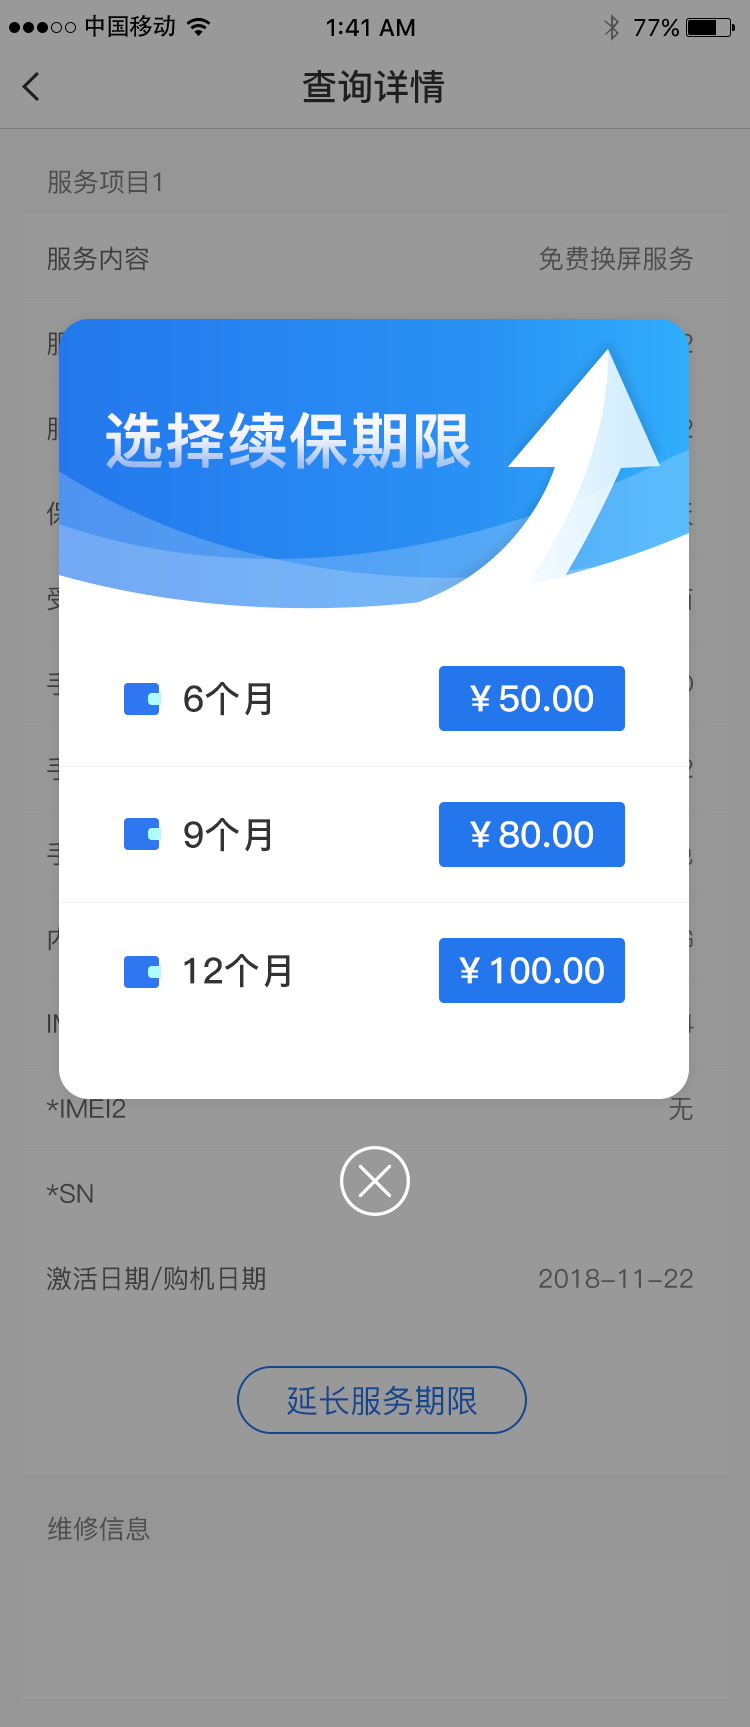 中国移动 1:41 AM 77%
查询详情
服务项目1
服务内容 免费换屏服务
选择续保期限
6个月 ¥50.00
9个月 ¥80.00
12个月 ¥100.00
*IMEI2 无
*SN
激活日期/购机日期 2018-11-22
延长服务期限
维修信息